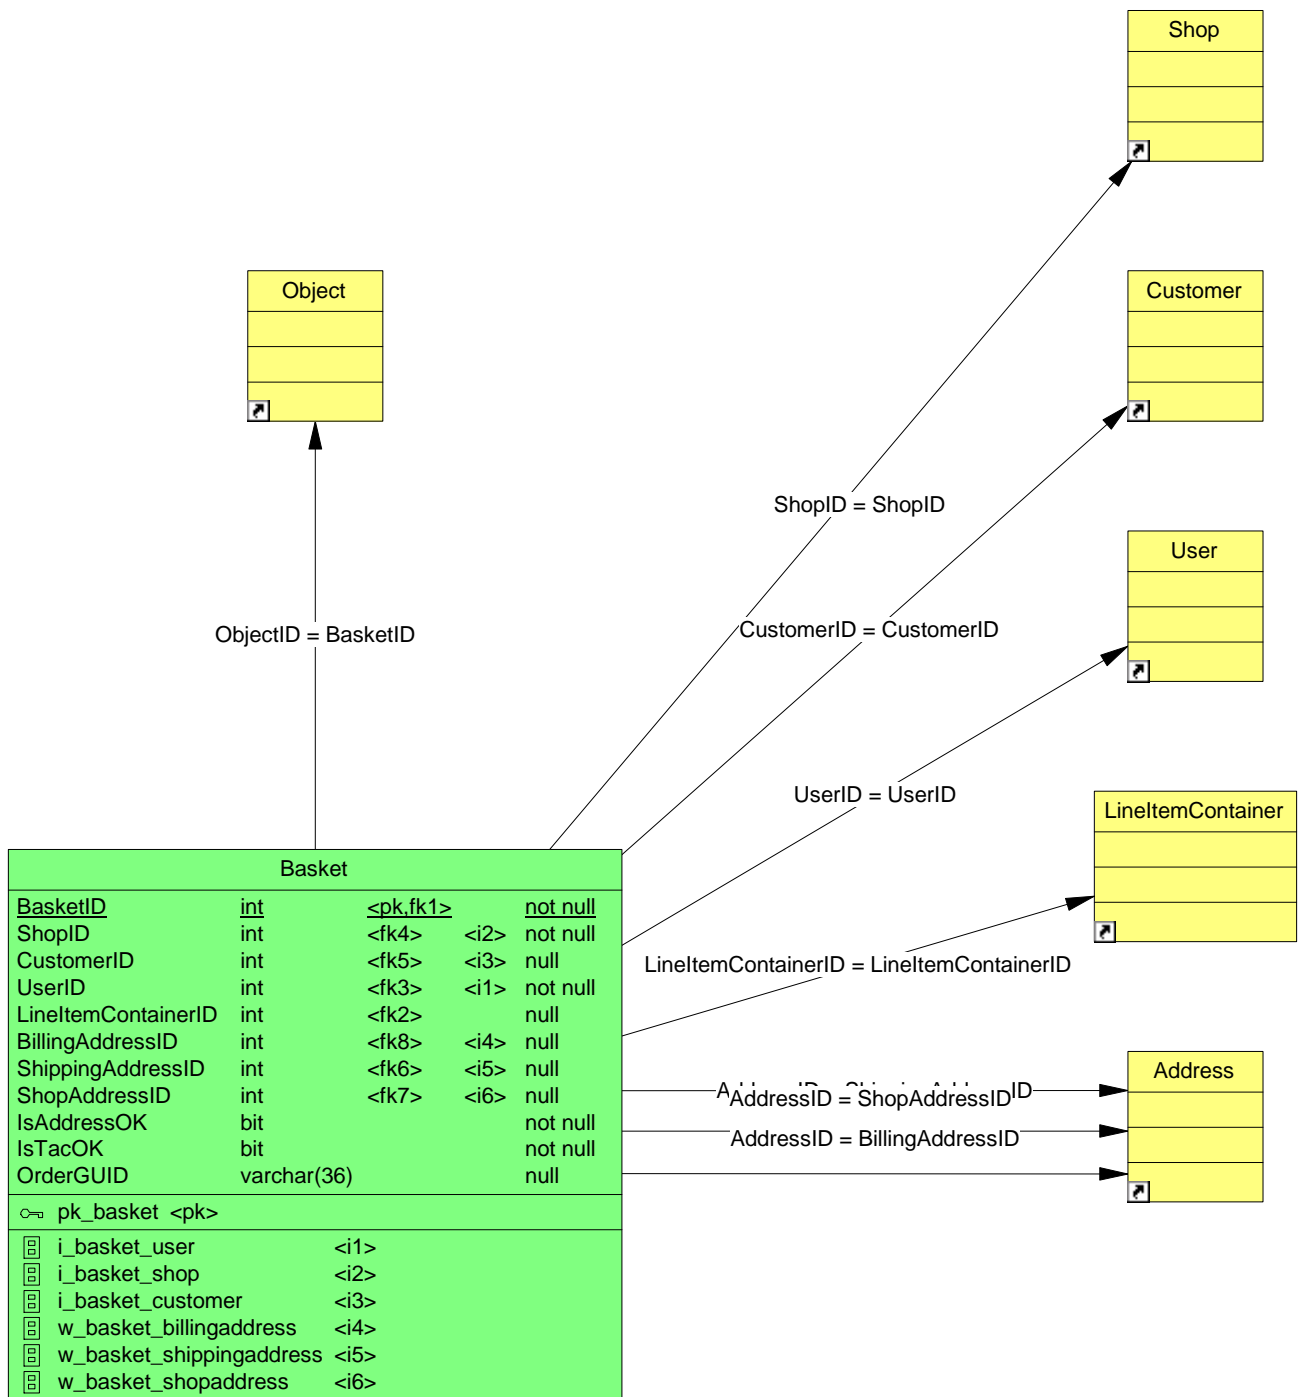 Shop
Object
Customer
ShopID = ShopID
User
ObjectID = BasketID
CustomerID = CustomerID
UserID = UserID
LineItemContainer
Basket
BasketID int <pk,fk1> not null
ShopID int <fk4> <i2> not null
CustomerID int <fk5> <i3> null
UserID int <fk3> <i1> not null
LineItemContainerID int <fk2> null
BillingAddressID int <fk8> <i4> null
ShippingAddressID int <fk6> <i5> null
ShopAddressID int <fk7> <i6> null
IsAddressOK bit not null
IsTacOK bit not null
OrderGUID varchar(36) null
LineItemContainerID = LineItemContainerID
Address
AddressID = ShopAddressID
AddressID = BillingAddressID
pk_basket <pk>
i_basket_user <i1>
i_basket_shop <i2>
i_basket_customer <i3>
w_basket_billingaddress <i4>
w_basket_shippingaddress <i5>
w_basket_shopaddress <i6>